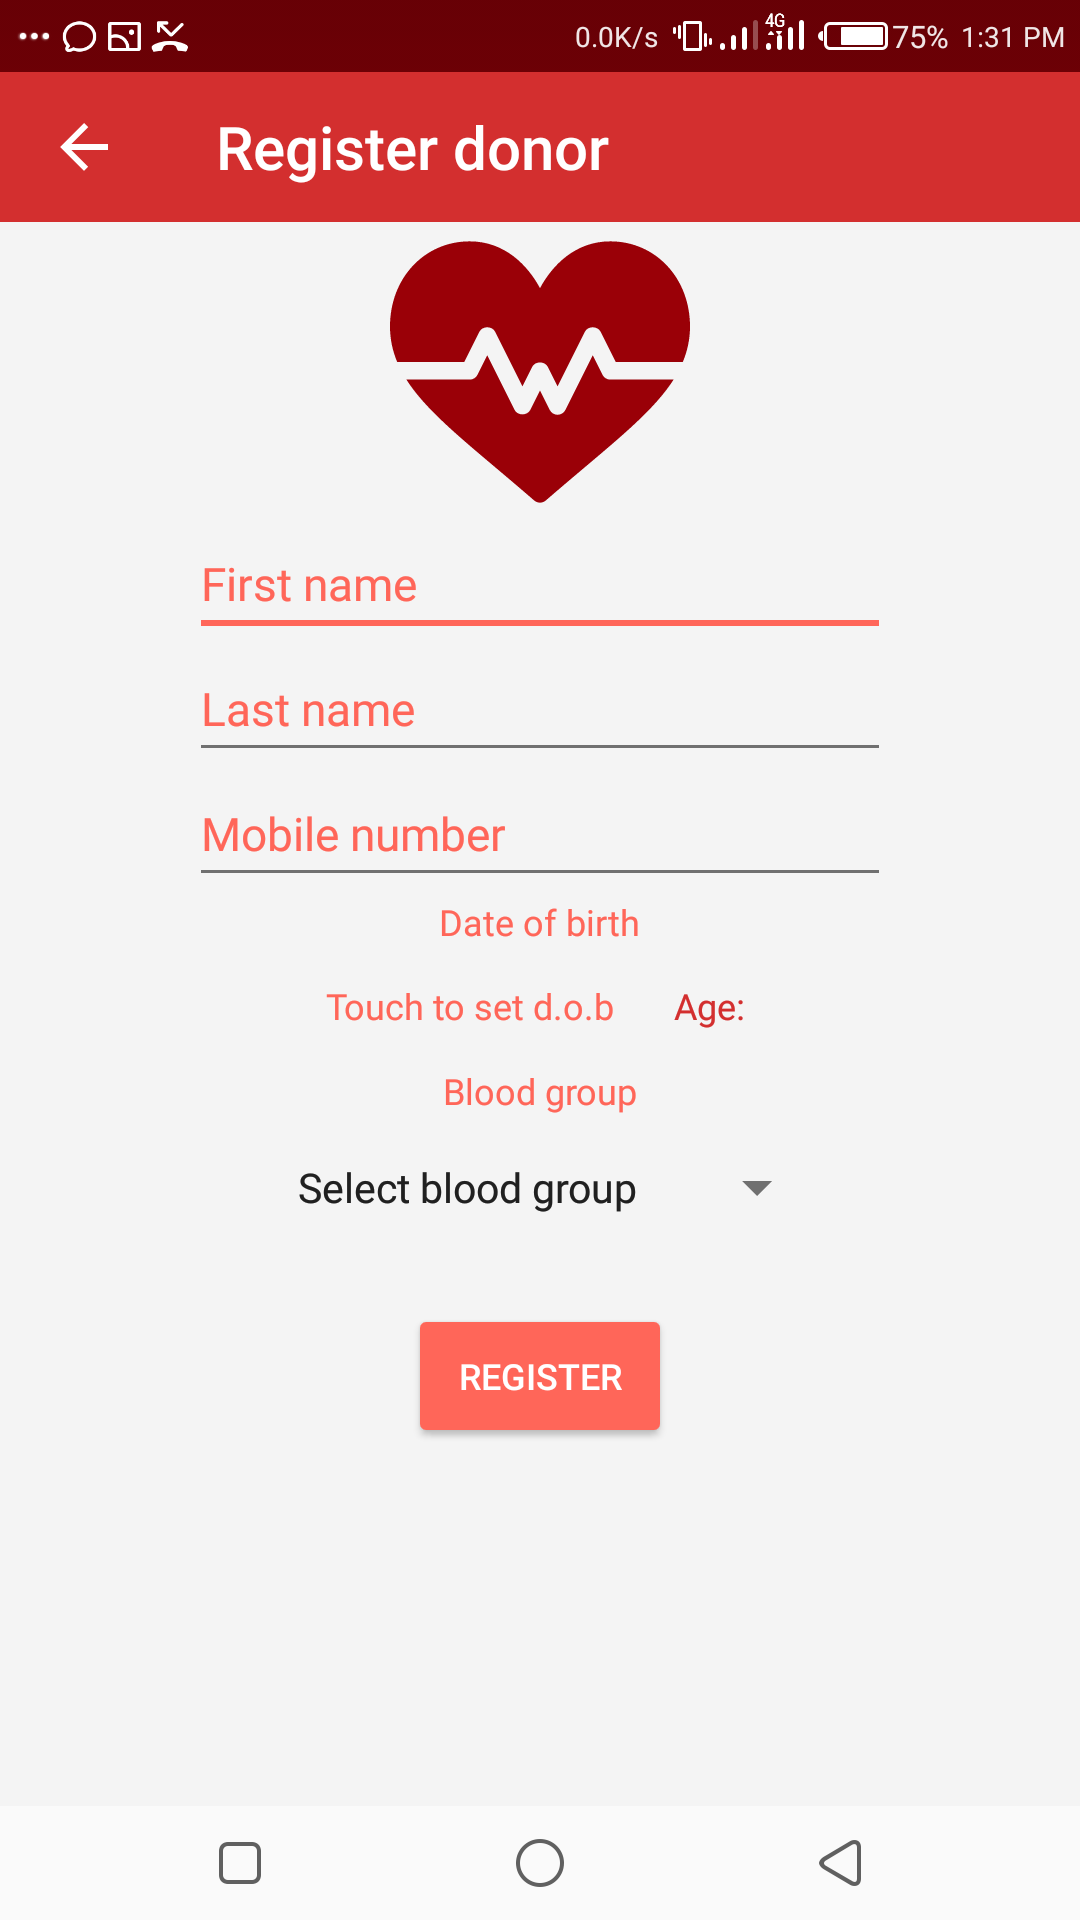 0.0K/s 4G 75% 1:31 PM
Register donor
First name
Last name
Mobile number
Date of birth
Touch to set d.o.b Age:
Blood group
Select blood group
REGISTER